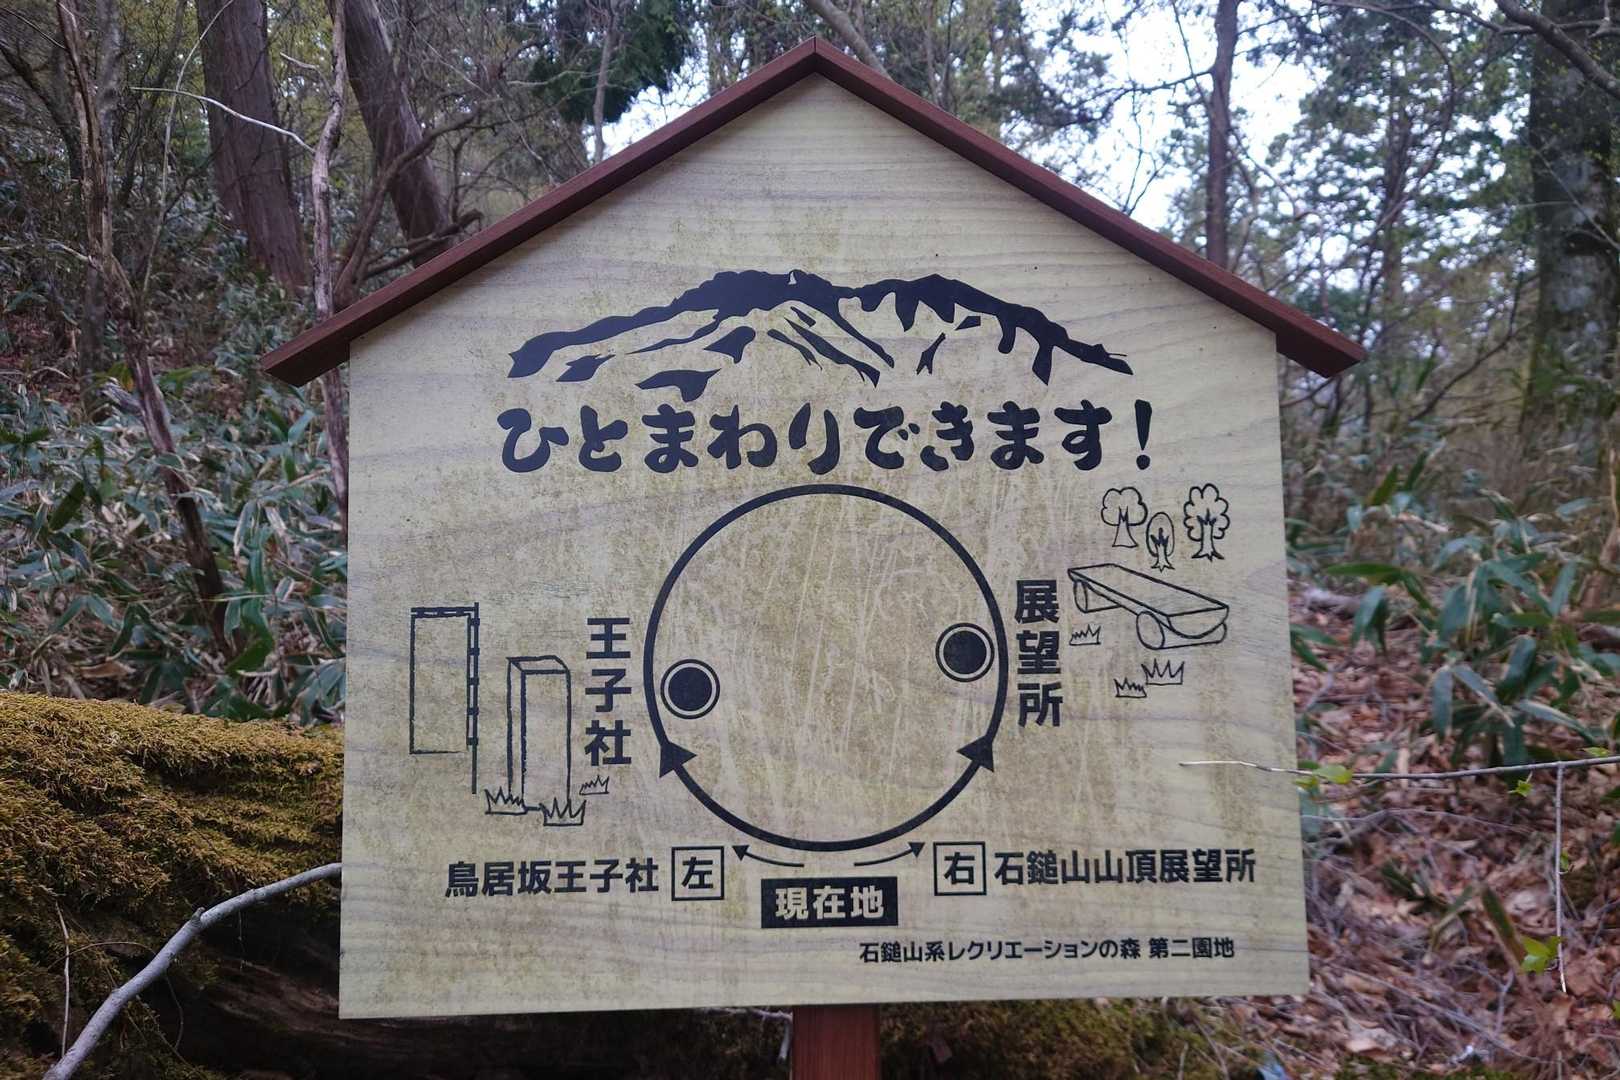 ひとまわりできます！
展望所
王子社
鳥居坂王子社 左
右 石鎚山山頂展望所
現在地
石鎚山系レクリエーションの森 第二園地